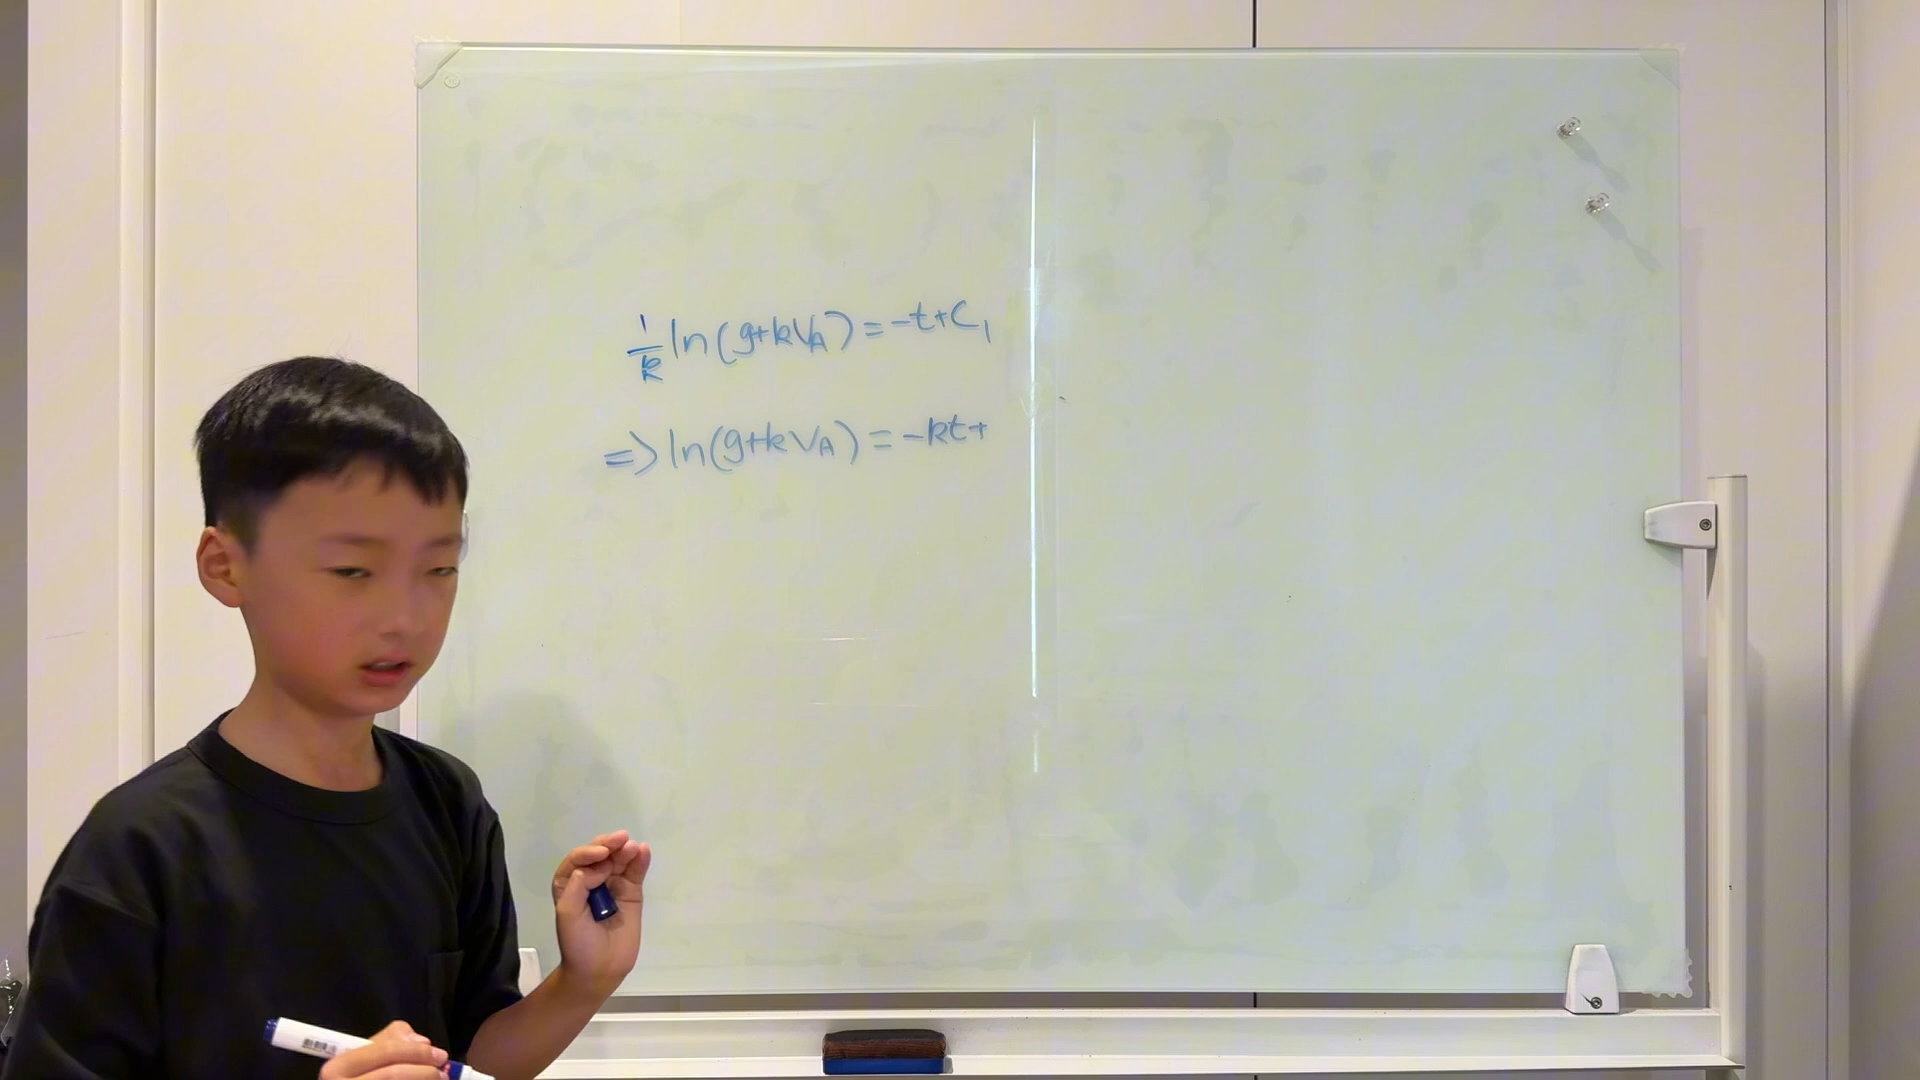 1/k ln(g+kV_A) = -t+C_1
=> ln(g+kV_A) = -kt+